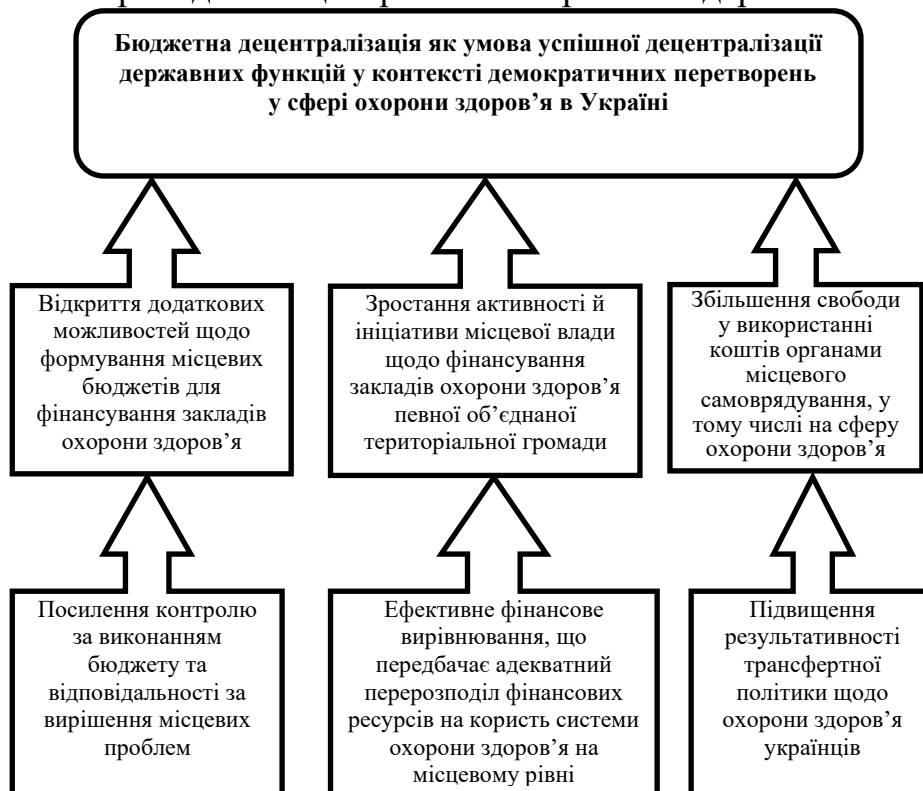 Бюджетна децентралізація як умова успішної децентралізації
державних функцій у контексті демократичних перетворень
у сфері охорони здоров’я в Україні
Відкриття додаткових
можливостей щодо
формування місцевих
бюджетів для
фінансування закладів
охорони здоров’я
Зростання активності й
ініціативи місцевої влади
щодо фінансування
закладів охорони здоров’я
певної об’єднаної
територіальної громади
Збільшення свободи
у використанні
коштів органами
місцевого
самоврядування, у
тому числі на сферу
охорони здоров’я
Посилення контролю
за виконанням
бюджету та
відповідальності за
вирішення місцевих
проблем
Ефективне фінансове
вирівнювання, що
передбачає адекватний
перерозподіл фінансових
ресурсів на користь системи
охорони здоров’я на
місцевому рівні
Підвищення
результативності
трансфертної
політики щодо
охорони здоров’я
українців